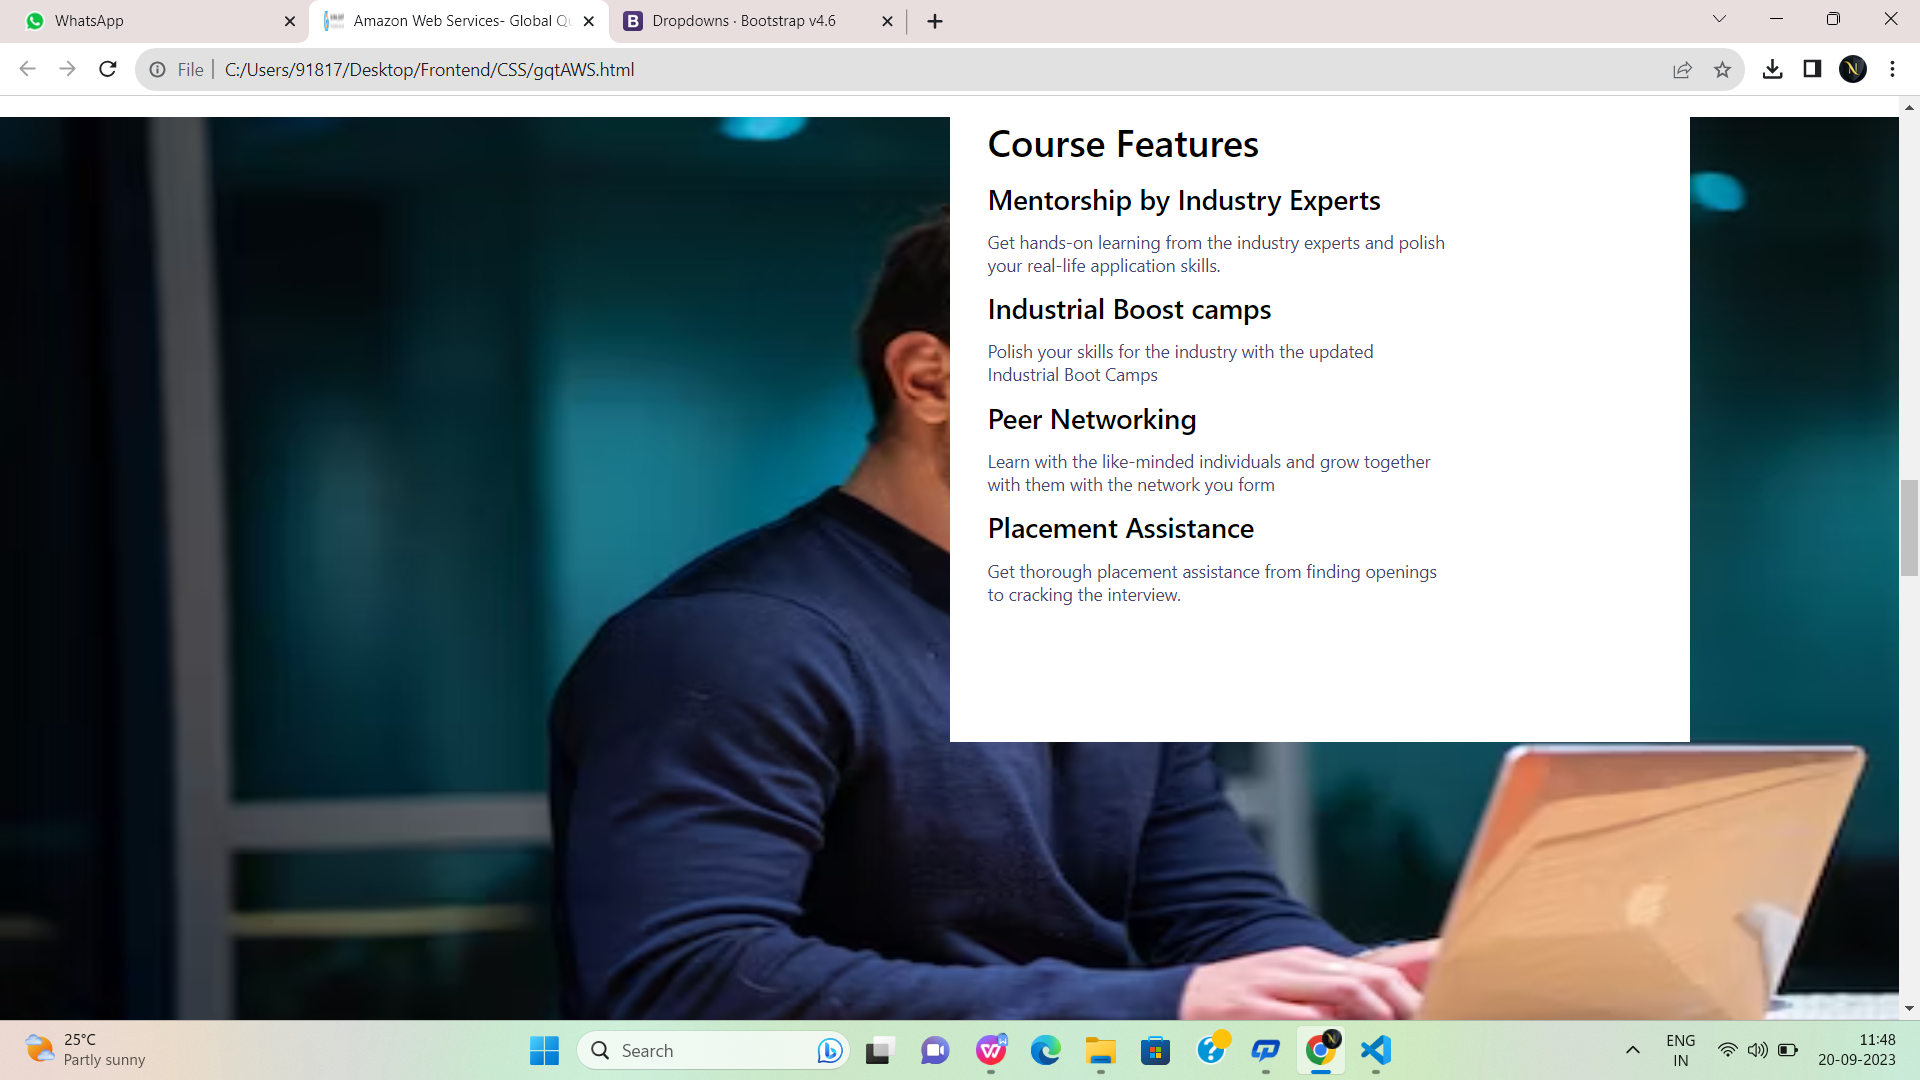 WhatsApp
Amazon Web Services- Global Qu
B Dropdowns · Bootstrap v4.6
File | C:/Users/91817/Desktop/Frontend/CSS/gqtAWS.html
Course Features
Mentorship by Industry Experts
Get hands-on learning from the industry experts and polish
your real-life application skills.
Industrial Boost camps
Polish your skills for the industry with the updated
Industrial Boot Camps
Peer Networking
Learn with the like-minded individuals and grow together
with them with the network you form
Placement Assistance
Get thorough placement assistance from finding openings
to cracking the interview.
25°C
Partly sunny
Search
ENG
IN
11:48
20-09-2023